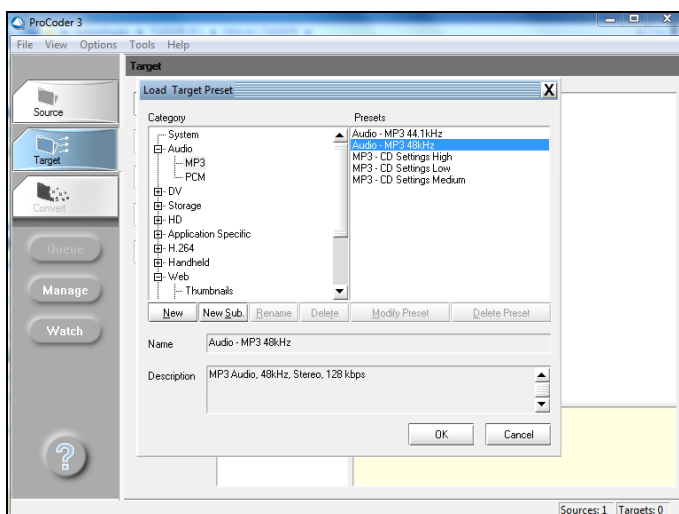 ProCoder 3
File View Options Tools Help
Target
Source
Target
Convert
Queue
Manage
Watch
?
Load Target Preset
X
Category
System
Audio
MP3
PCM
DV
Storage
HD
Application Specific
H.264
Handheld
Web
Thumbnails
Presets
Audio - MP3 44.1kHz
Audio - MP3 48kHz
MP3 - CD Settings High
MP3 - CD Settings Low
MP3 - CD Settings Medium
New New Sub. Rename Delete Modify Preset Delete Preset
Name Audio - MP3 48kHz
Description MP3 Audio, 48kHz, Stereo, 128 kbps
OK Cancel
Sources: 1 Targets: 0